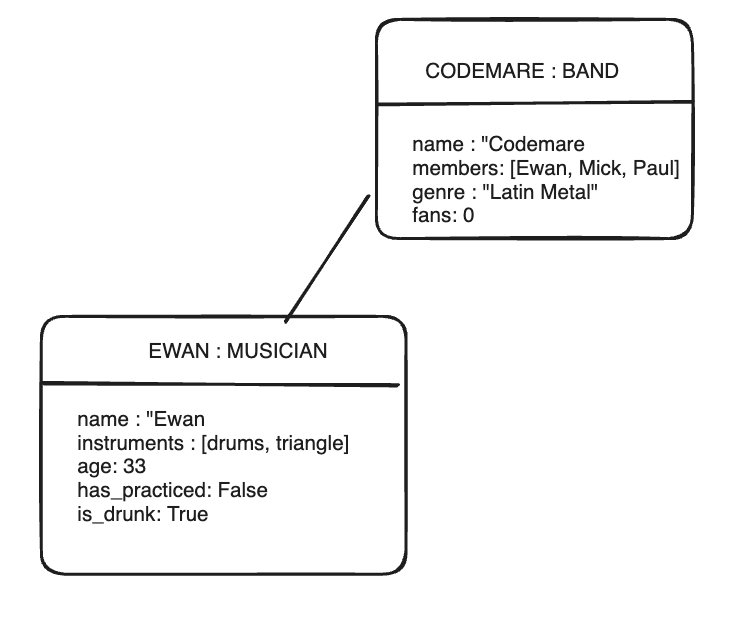 CODEMARE : BAND
name : "Codemare
members: [Ewan, Mick, Paul]
genre : "Latin Metal"
fans: 0
EWAN : MUSICIAN
name : "Ewan
instruments : [drums, triangle]
age: 33
has_practiced: False
is_drunk: True